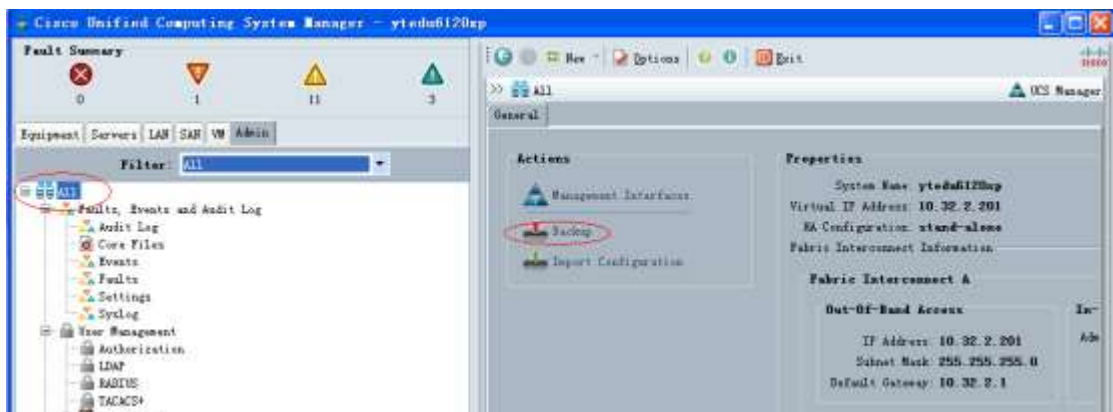 Cisco Unified Computing System Manager - ytedu6120xp
Fault Summary
0 1 11 3
Equipment Servers LAN SAN VM Admin
Filter: All
All
Faults, Events and Audit Log
Audit Log
Core Files
Events
Faults
Settings
Syslog
User Management
Authorization
LDAP
RADIUS
TACACS+
New Options Exit
CISCO
>> All
UCS Manager
General
Actions
Management Interfaces
Backup
Import Configuration
Properties
System Name: ytedu6120xp
Virtual IP Address: 10.32.2.201
HA Configuration: stand-alone
Fabric Interconnect Information
Fabric Interconnect A
Out-Of-Band Access
IP Address: 10.32.2.201
Subnet Mask: 255.255.255.0
Default Gateway: 10.32.2.1
In-
Adm